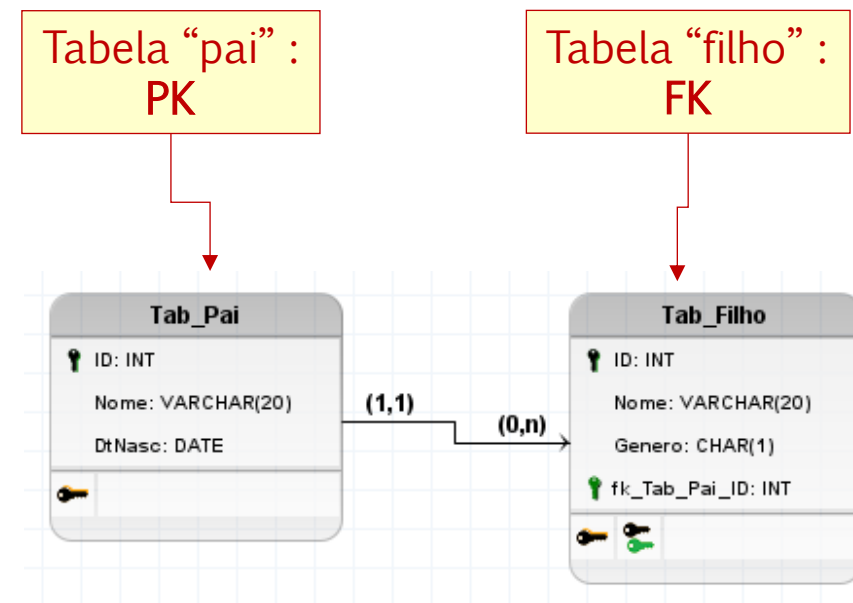 Tabela “pai” :
PK
Tabela “filho” :
FK
Tab_Pai
ID: INT
Nome: VARCHAR(20)
DtNasc: DATE
(1,1)
(0,n)
Tab_Filho
ID: INT
Nome: VARCHAR(20)
Genero: CHAR(1)
fk_Tab_Pai_ID: INT